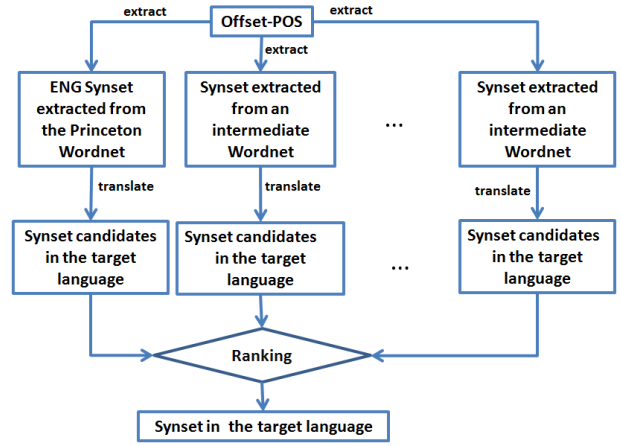 extract
Offset-POS
extract
extract
ENG Synset
extracted from
the Princeton
Wordnet
Synset extracted
from an
intermediate
Wordnet
...
Synset extracted
from an
intermediate
Wordnet
translate
translate
translate
Synset candidates
in the target
language
Synset candidates
in the target
language
...
Synset candidates
in the target
language
Ranking
Synset in the target language